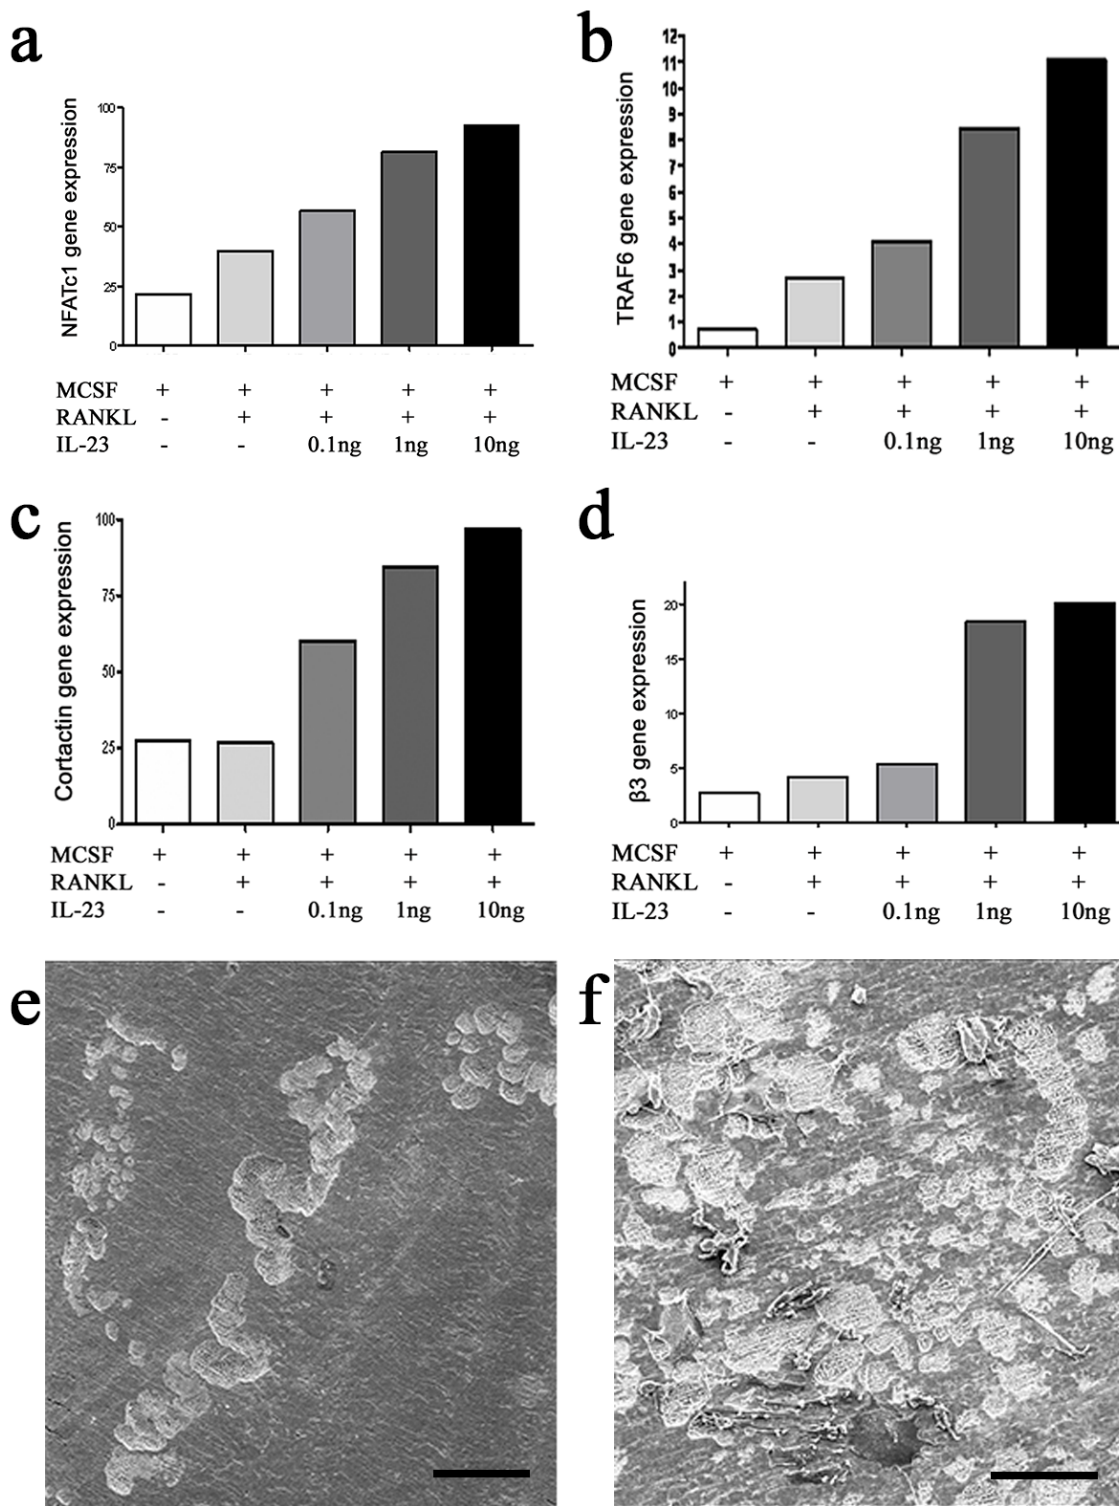 a
NFATc1 gene expression
100
75
50
25
0
MCSF + + + + +
RANKL - + + + +
IL-23 - - 0.1ng 1ng 10ng
b
TRAF6 gene expression
12
11
10
9
8
7
6
5
4
3
2
1
0
MCSF + + + + +
RANKL - + + + +
IL-23 - - 0.1ng 1ng 10ng
c
Cortactin gene expression
100
75
50
25
0
MCSF + + + + +
RANKL - + + + +
IL-23 - - 0.1ng 1ng 10ng
d
β3 gene expression
20
15
10
5
0
MCSF + + + + +
RANKL - + + + +
IL-23 - - 0.1ng 1ng 10ng
e
f